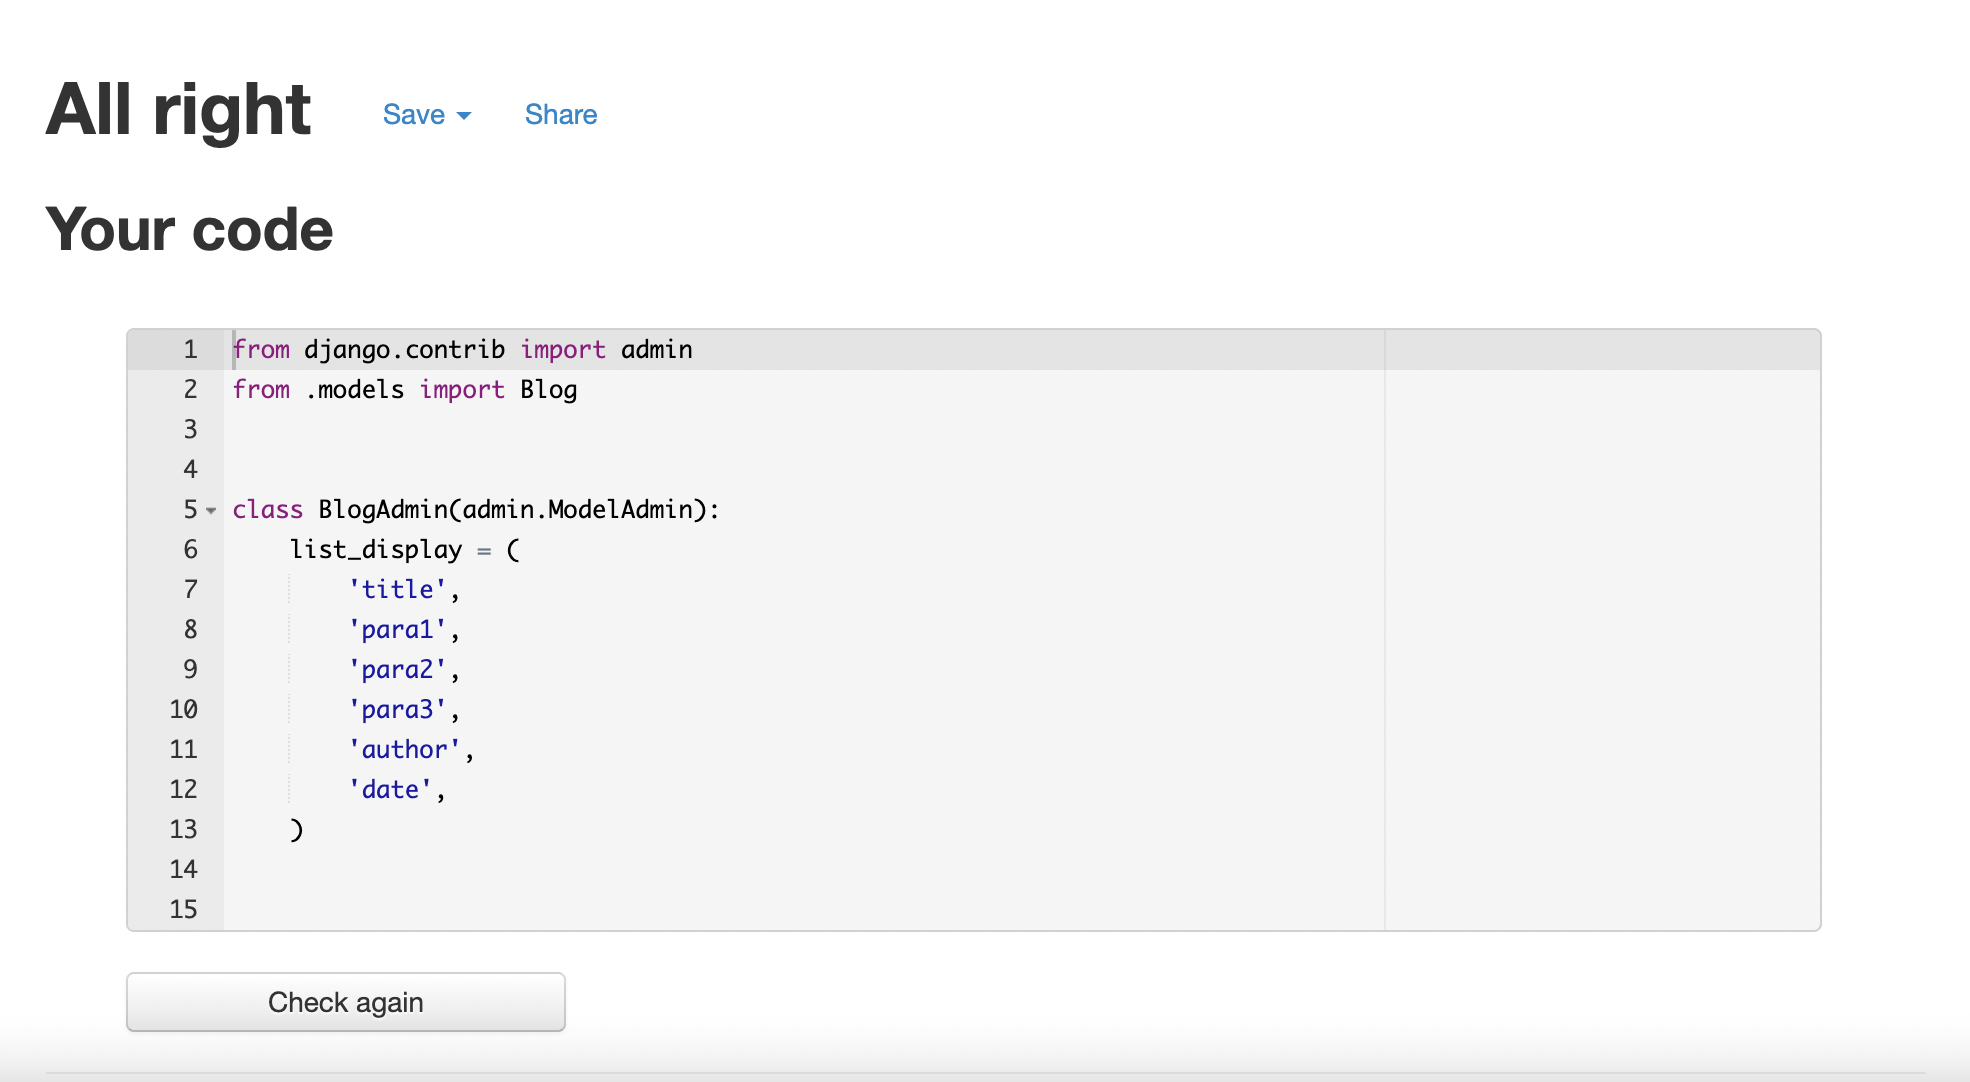 All right Save Share
Your code
1 from django.contrib import admin
2 from .models import Blog
3
4
5 class BlogAdmin(admin.ModelAdmin):
6     list_display = (
7         'title',
8         'para1',
9         'para2',
10         'para3',
11         'author',
12         'date',
13     )
14
15
Check again